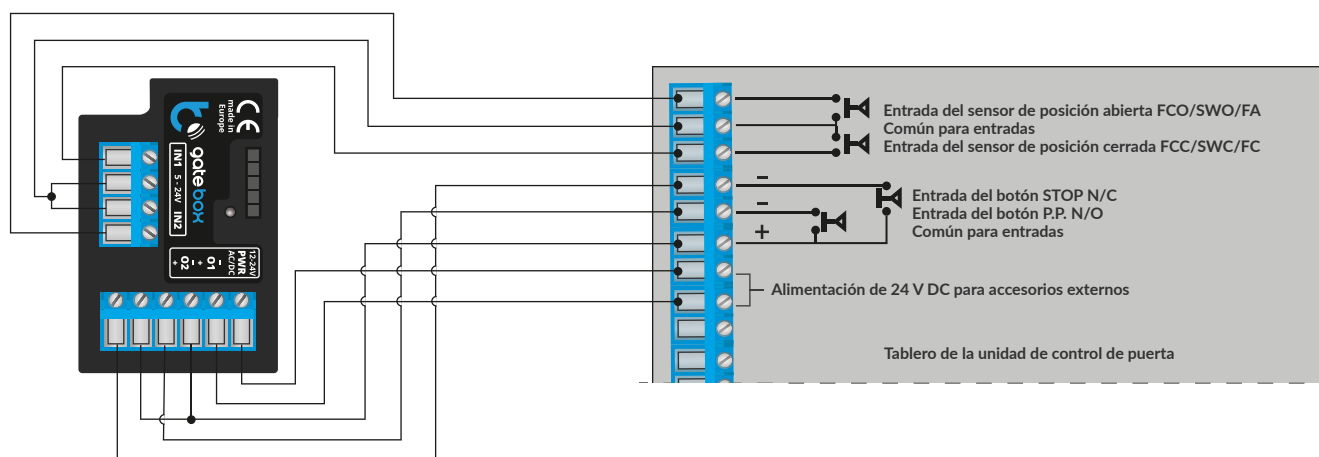 made in
Europe
CE
gatebox
IN1 5 - 24V IN2
12-24V
PWR
AC/DC
- O1 +
- O2 +
Entrada del sensor de posición abierta FCO/SWO/FA
Común para entradas
Entrada del sensor de posición cerrada FCC/SWC/FC
-
-
+
Entrada del botón STOP N/C
Entrada del botón P.P. N/O
Común para entradas
Alimentación de 24 V DC para accesorios externos
Tablero de la unidad de control de puerta